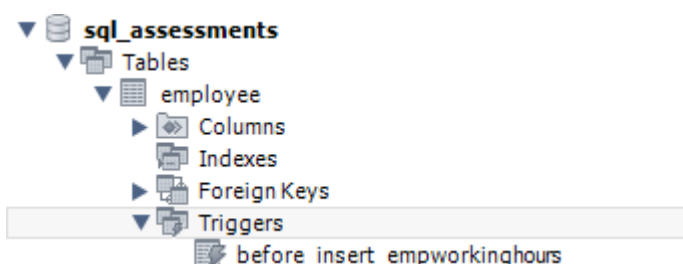 sql_assessments
Tables
employee
Columns
Indexes
Foreign Keys
Triggers
before_insert_empworkinghours